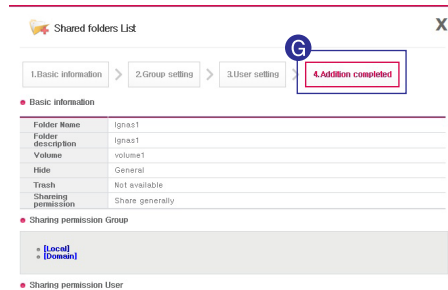 Shared folders List
X
G
1.Basic information
2.Group setting
3.User setting
4.Addition completed
Basic information
Folder Name Ignas1
Folder description Ignas1
Volume volume1
Hide General
Trash Not available
Shareing permission Share generally
Sharing permission Group
[Local]
[Domain]
Sharing permission User